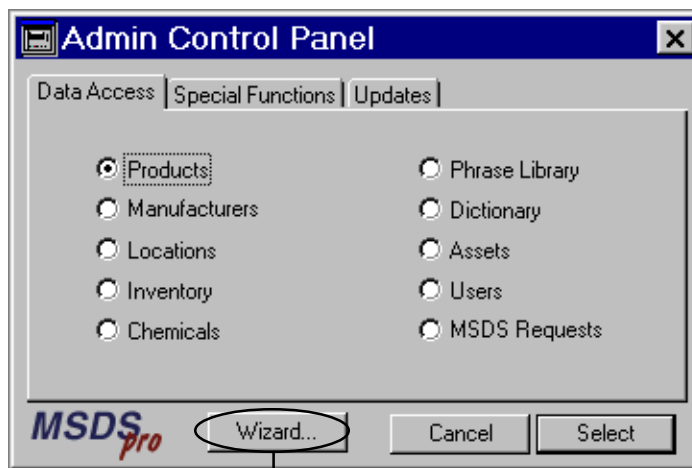 Admin Control Panel
Data Access Special Functions Updates
Products Phrase Library
Manufacturers Dictionary
Locations Assets
Inventory Users
Chemicals MSDS Requests
MSDS pro Wizard... Cancel Select